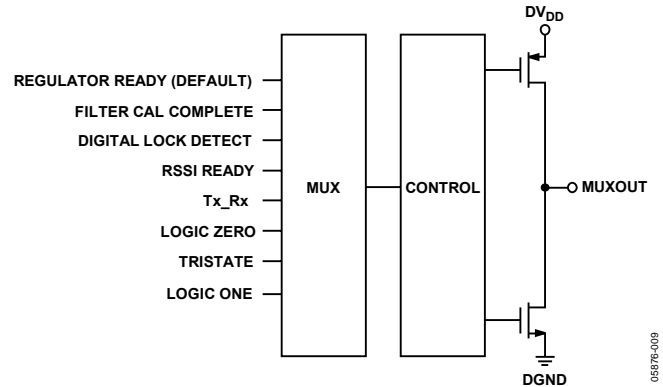 DVDD
REGULATOR READY (DEFAULT)
FILTER CAL COMPLETE
DIGITAL LOCK DETECT
RSSI READY
Tx_Rx
LOGIC ZERO
TRISTATE
LOGIC ONE
MUX
CONTROL
MUXOUT
DGND
05876-009